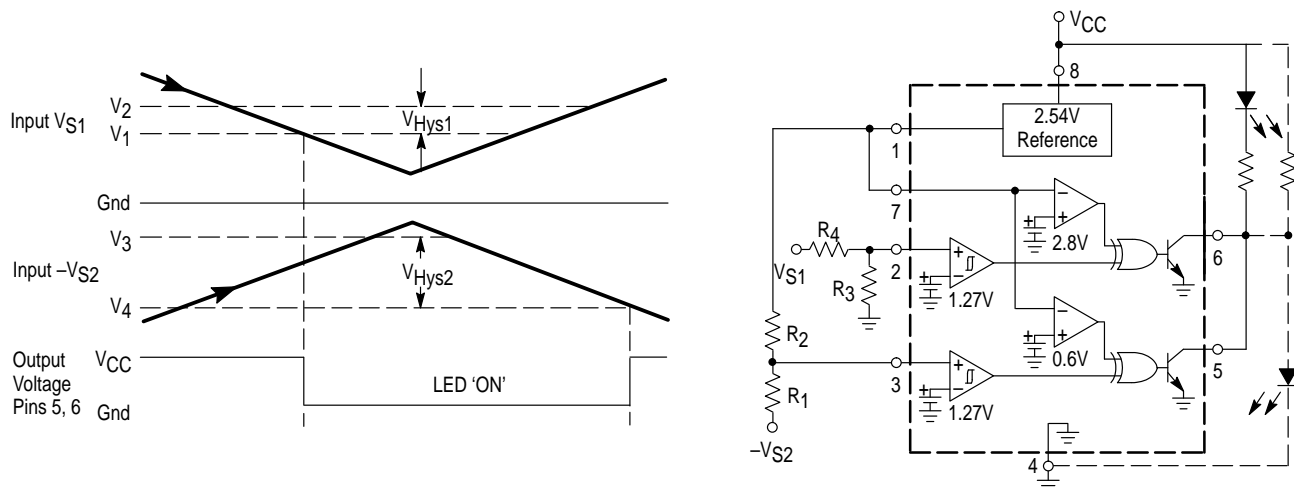 V2
Input VS1
V1
VHys1
Gnd
V3
Input –VS2
VHys2
V4
Output
Voltage
Pins 5, 6
VCC
LED 'ON'
Gnd
VCC
8
2.54V
Reference
1
7
–
+
2.8V
R4
VS1
2
+
–
1.27V
R3
6
R2
–
+
0.6V
3
+
–
1.27V
5
R1
–VS2
4